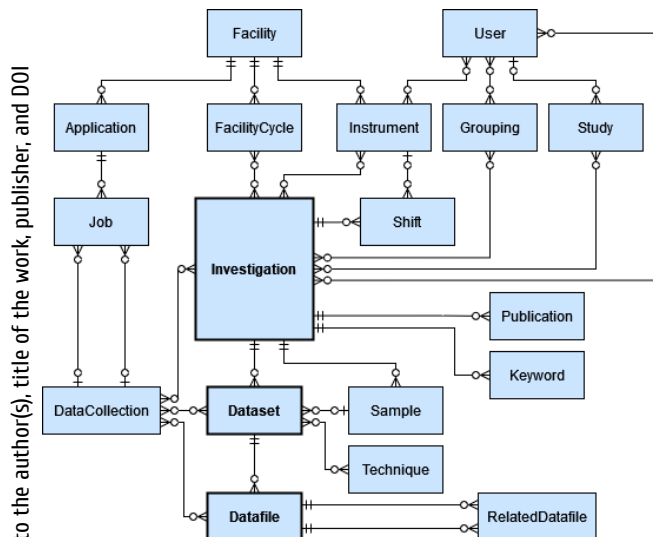 Facility
User
Application
FacilityCycle
Instrument
Grouping
Study
Job
Shift
Investigation
Publication
Keyword
DataCollection
Dataset
Sample
Technique
Datafile
RelatedDatafile
to the author(s), title of the work, publisher, and DOI